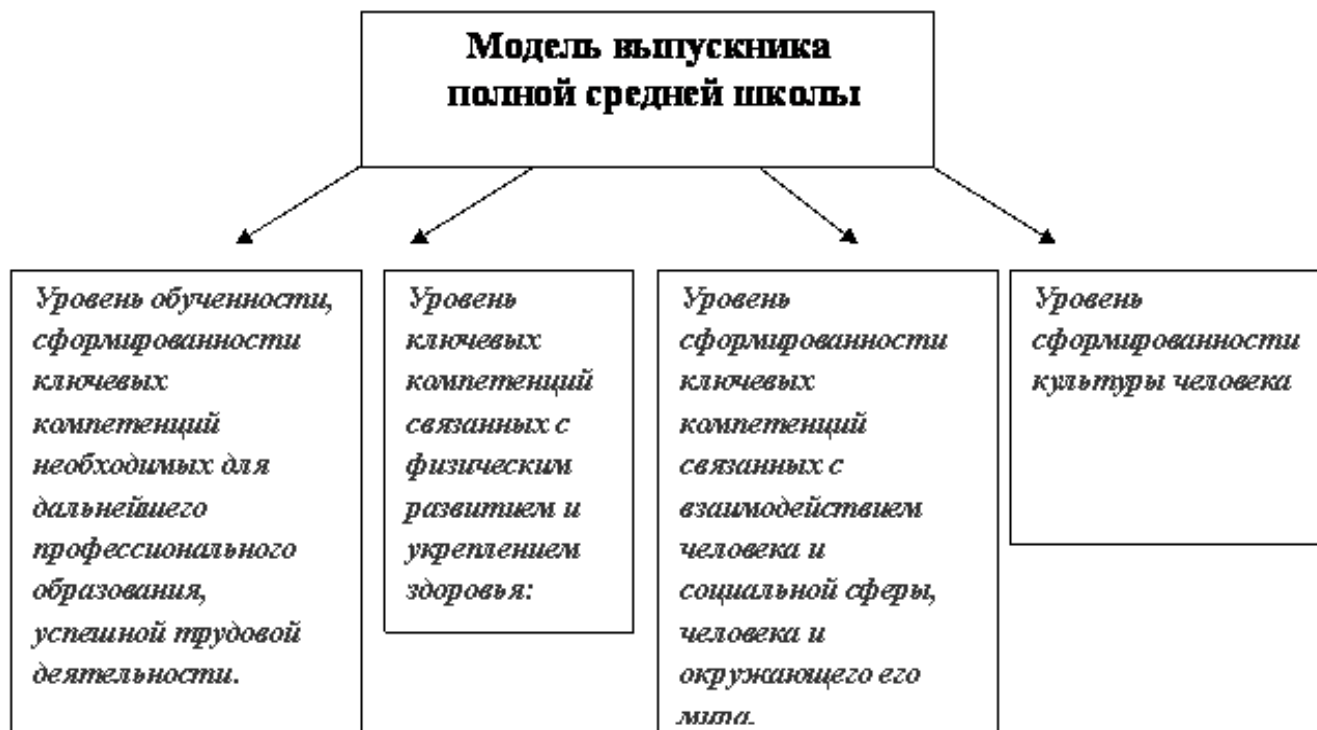 Модель выпускника
полной средней школы
Уровень обученности,
сформированности
ключевых
компетенций
необходимых для
дальнейшего
профессионального
образования,
успешной трудовой
деятельности.
Уровень
ключевых
компетенций
связанных с
физическим
развитием и
укреплением
здоровья:
Уровень
сформированности
ключевых
компетенций
связанных с
взаимодействием
человека и
социальной сферы,
человека и
окружающего его
мира.
Уровень
сформированности
культуры человека